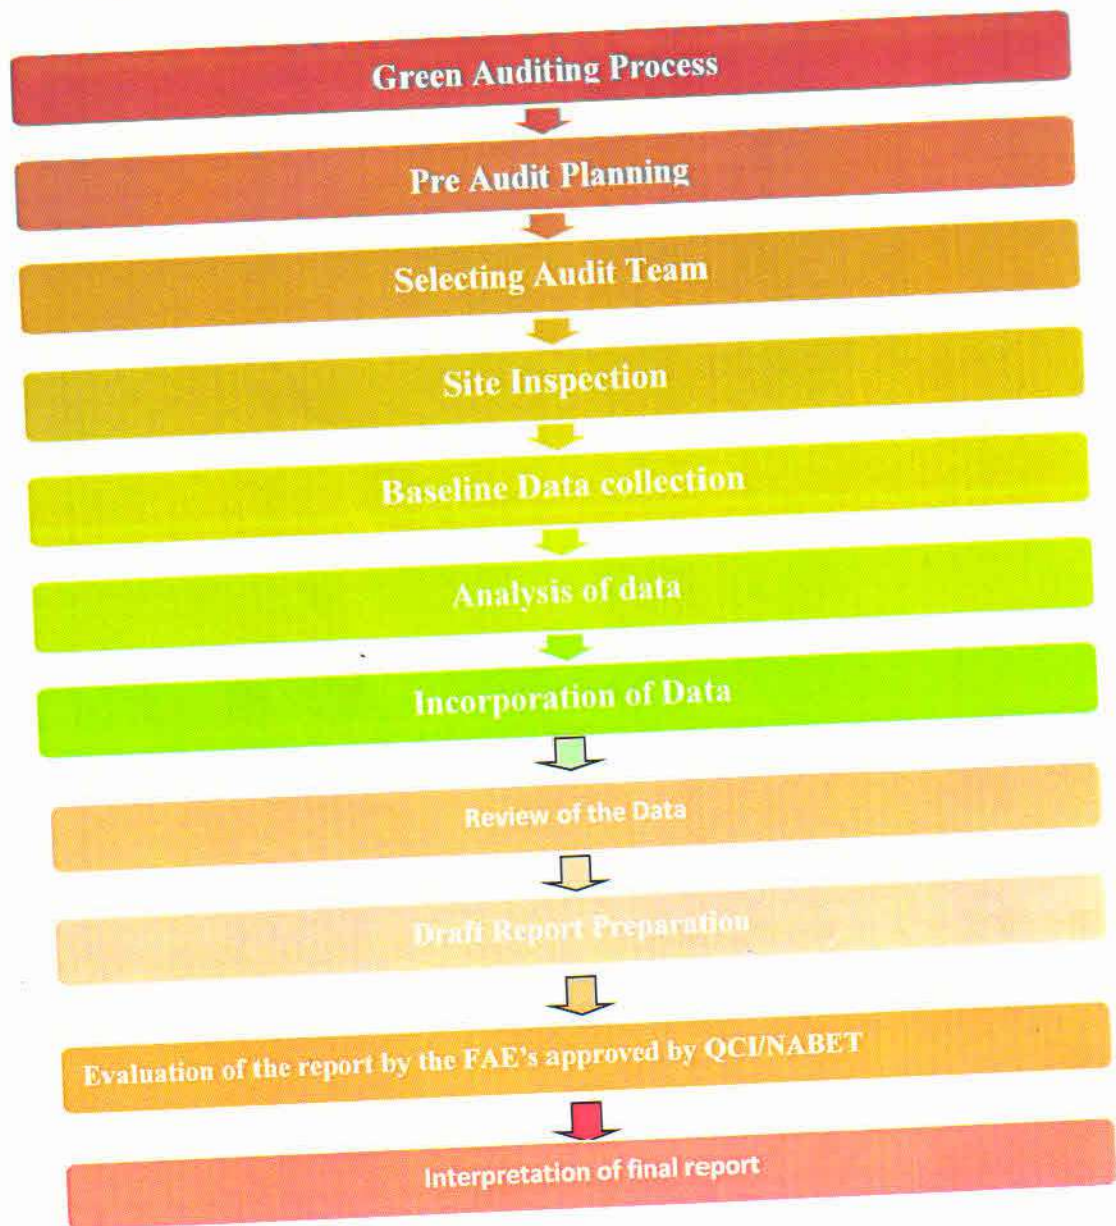 Green Auditing Process
Pre Audit Planning
Selecting Audit Team
Site Inspection
Baseline Data collection
Analysis of data
Incorporation of Data
Review of the Data
Draft Report Preparation
Evaluation of the report by the FAE's approved by QCI/NABET
Interpretation of final report